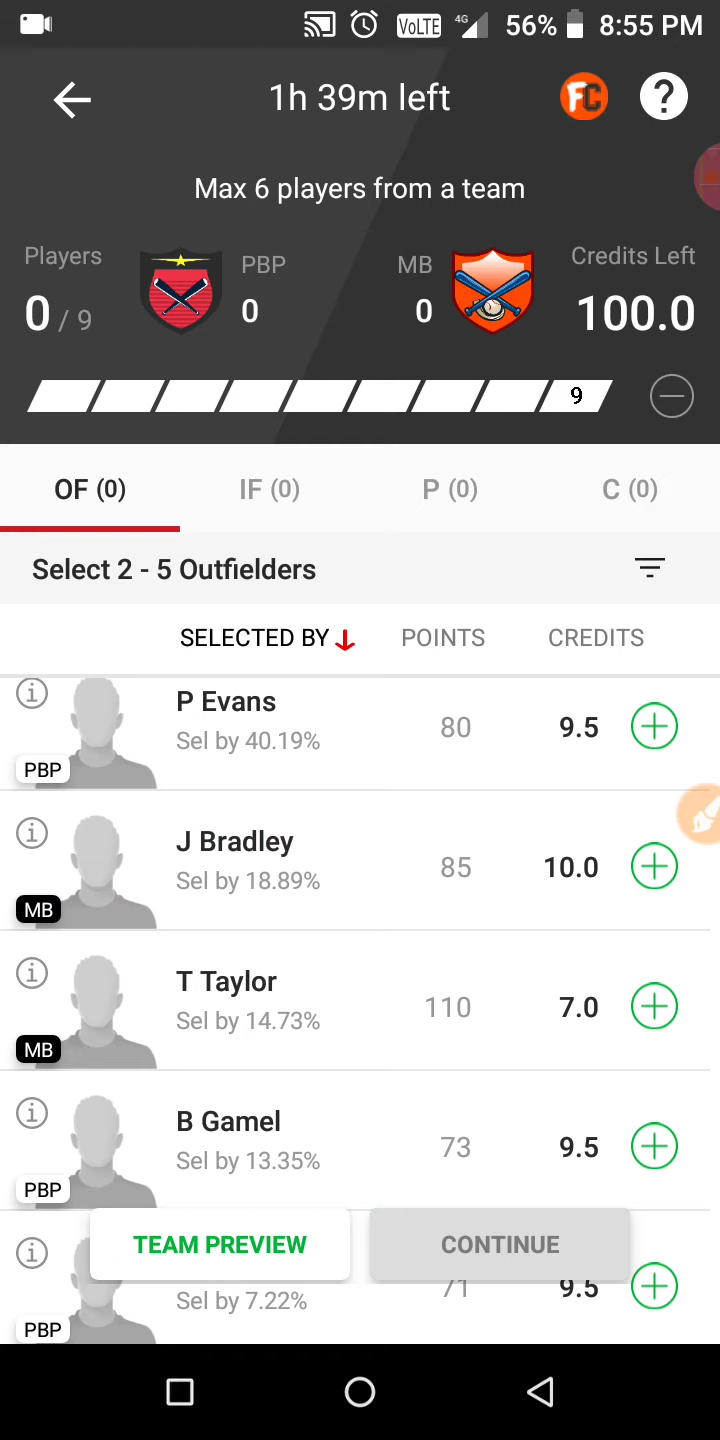 VoLTE 4G 56% 8:55 PM
1h 39m left FC ?
Max 6 players from a team
Players PBP MB Credits Left
0 / 9 0 0 100.0
9
OF (0) IF (0) P (0) C (0)
Select 2 - 5 Outfielders
SELECTED BY POINTS CREDITS
P Evans
Sel by 40.19% 80 9.5
PBP
J Bradley
Sel by 18.89% 85 10.0
MB
T Taylor
Sel by 14.73% 110 7.0
MB
B Gamel
Sel by 13.35% 73 9.5
PBP
TEAM PREVIEW CONTINUE
Sel by 7.22% 71 9.5
PBP